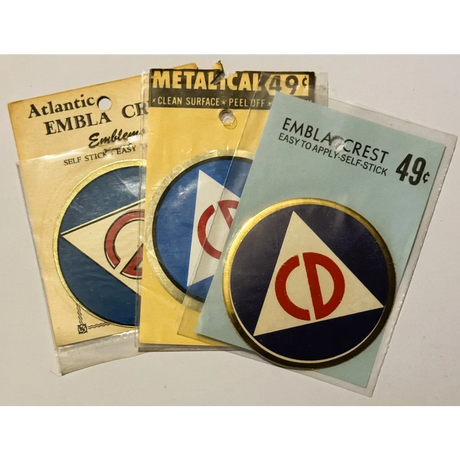 Atlantic
EMBLA CR
Emblem
SELF STICK EASY
CD
METALICAL 49¢
★ CLEAN SURFACE ★ PEEL OFF ★
CD
EMBLA CREST
EASY TO APPLY-SELF-STICK
49¢
CD